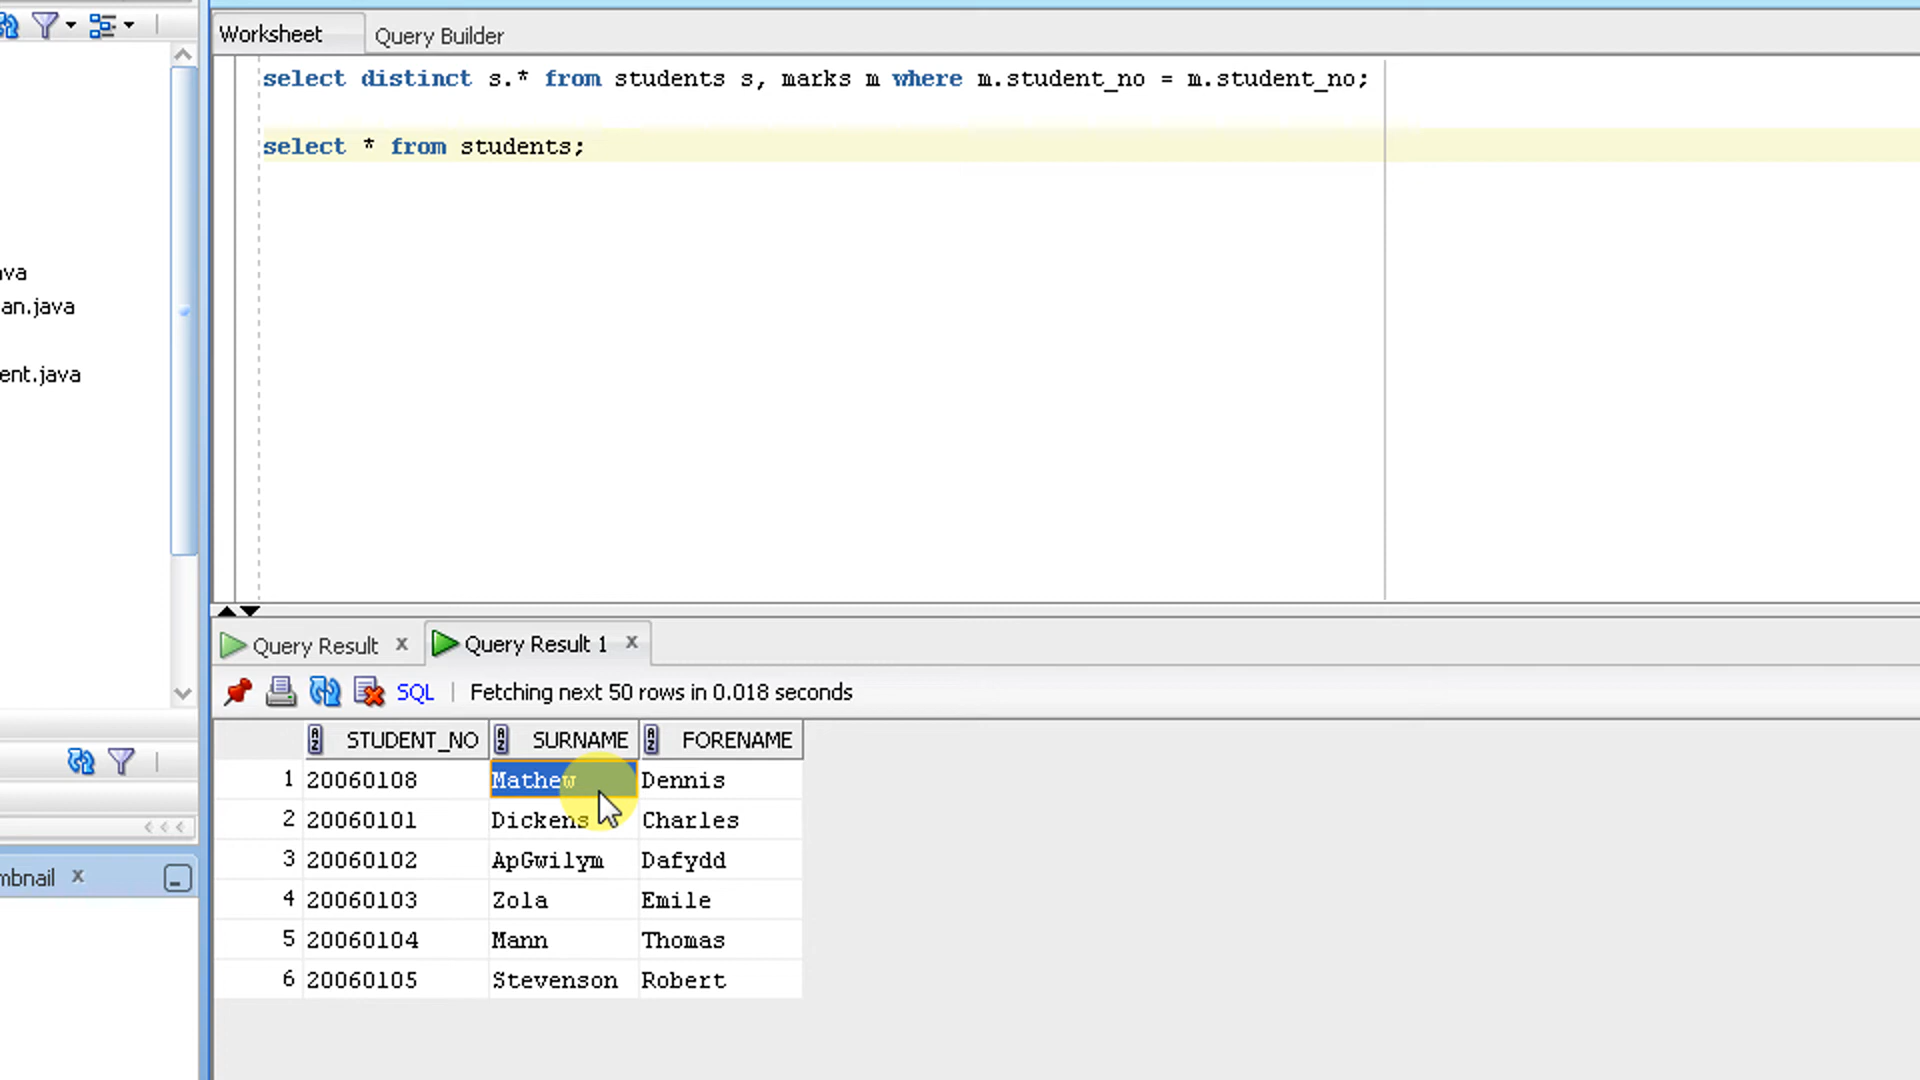 Worksheet Query Builder
select distinct s.* from students s, marks m where m.student_no = m.student_no;
select * from students;
ava
an.java
ent.java
Query Result x Query Result 1 x
SQL | Fetching next 50 rows in 0.018 seconds
STUDENT_NO SURNAME FORENAME
1 20060108 Mathew Dennis
2 20060101 Dickens Charles
3 20060102 ApGwilym Dafydd
4 20060103 Zola Emile
5 20060104 Mann Thomas
6 20060105 Stevenson Robert
mbnail x